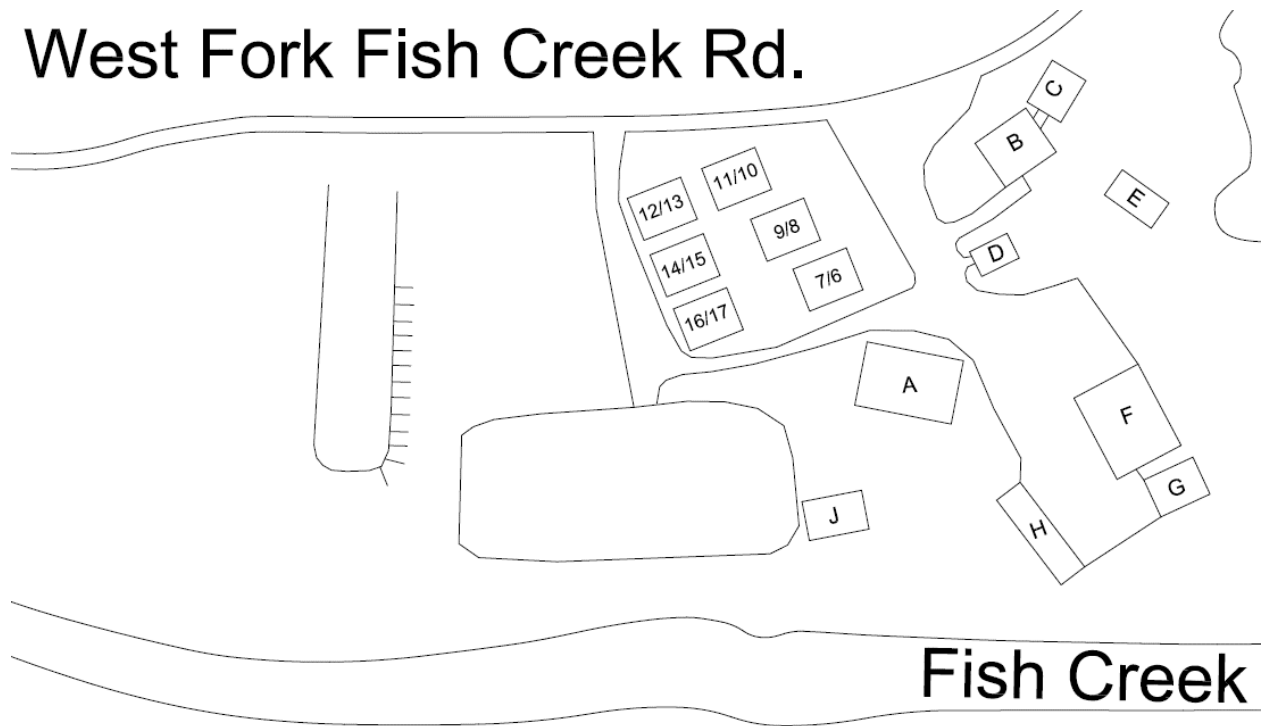 West Fork Fish Creek Rd.
C
B
11/10
12/13
E
9/8
D
14/15
7/6
16/17
A
F
G
J
H
Fish Creek